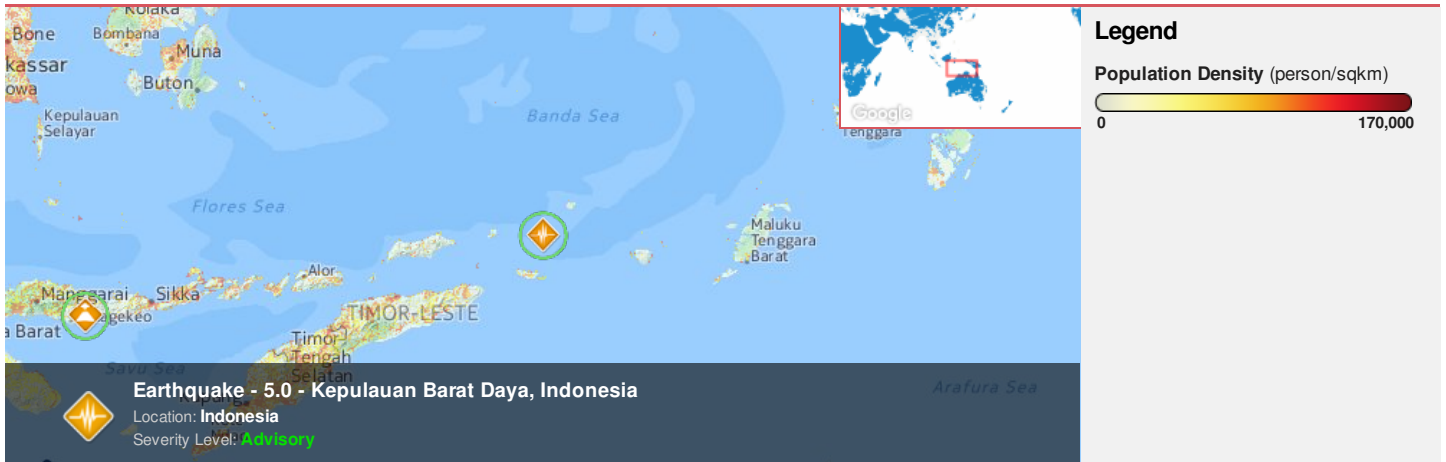 Kolaka
Bone
Bombana
Muna
kassar
owa
Buton
Kepulauan
Selayar
Banda Sea
Google
Tenggara
Flores Sea
Maluku
Tenggara
Barat
Alor
Manggarai
Sikka
agekeo
a Barat
TIMOR-LESTE
Timor
Tengah
Selatan
Savu Sea
Arafura Sea
Earthquake - 5.0 - Kepulauan Barat Daya, Indonesia
Location: Indonesia
Severity Level: Advisory
Legend
Population Density (person/sqkm)
0 170,000